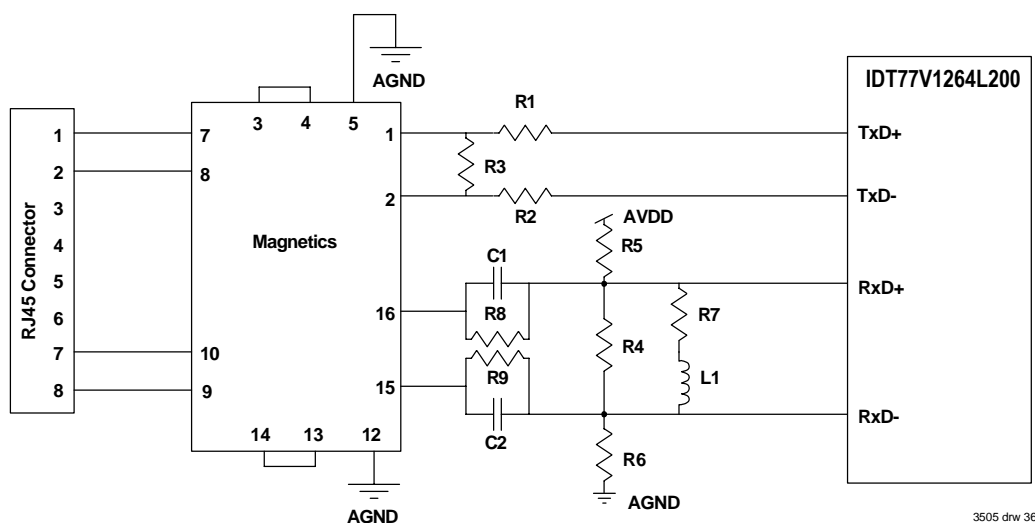 AGND
IDT77V1264L200
RJ45 Connector
1
2
3
4
5
6
7
8
Magnetics
3
4
5
7
8
10
9
1
2
16
15
14
13
12
AGND
R1
R3
R2
AVDD
R5
C1
R8
R9
C2
R4
R7
L1
R6
AGND
TxD+
TxD-
RxD+
RxD-
3505 drw 36